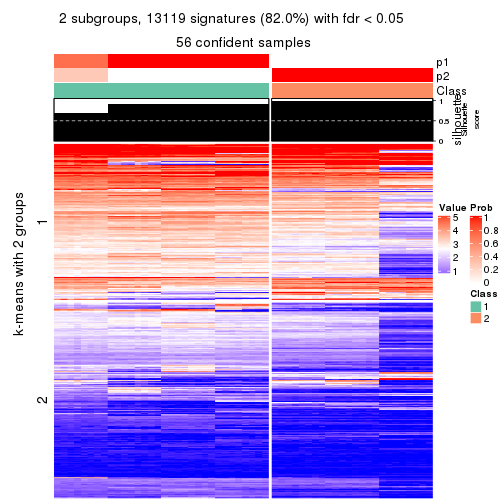 2 subgroups, 13119 signatures (82.0%) with fdr < 0.05
56 confident samples
p1
p2
Class
1
0.5
0
silhouette
Silhouette
score
k-means with 2 groups
1
2
Value
5
4
3
2
1
Prob
1
0.8
0.6
0.4
0.2
0
Class
1
2